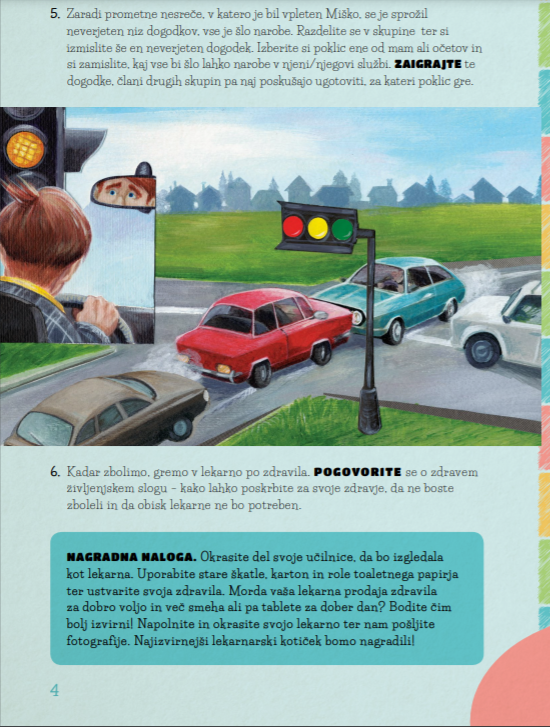 5. Zaradi prometne nesreče, v katero je bil vpleten Miško, se je sprožil
neverjeten niz dogodkov, vse je šlo narobe. Razdelite se v skupine ter si
izmislite še en neverjeten dogodek. Izberite si poklic ene od mam ali očetov in
si zamislite, kaj vse bi šlo lahko narobe v njeni/njegovi službi. ZAIGRAJTE te
dogodke, člani drugih skupin pa naj poskušajo ugotoviti, za kateri poklic gre.
6. Kadar zbolimo, gremo v lekarno po zdravila. POGOVORITE se o zdravem
življenjskem slogu – kako lahko poskrbite za svoje zdravje, da ne boste
zboleli in da obisk lekarne ne bo potreben.
NAGRADNA NALOGA. Okrasite del svoje učilnice, da bo izgledala
kot lekarna. Uporabite stare škatle, karton in role toaletnega papirja
ter ustvarite svoja zdravila. Morda vaša lekarna prodaja zdravila
za dobro voljo in več smeha ali pa tablete za dober dan? Bodite čim
bolj izvirni! Napolnite in okrasite svojo lekarno ter nam pošljite
fotografije. Najizvirnejši lekarnarski kotiček bomo nagradili!
4